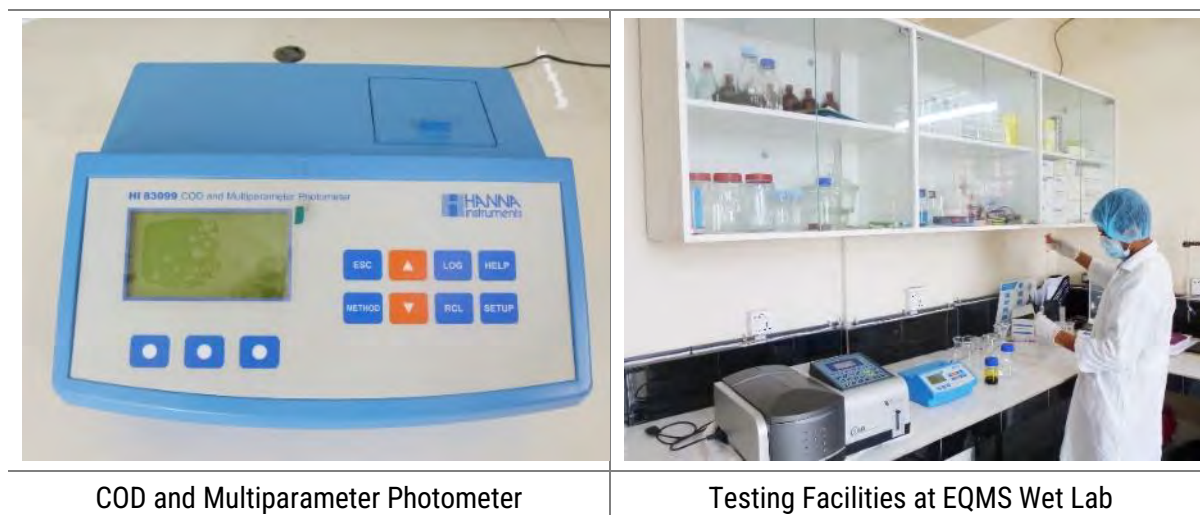 HI 83099 COD and Multiparameter Photometer
HANNA
instruments
ESC
LOG
HELP
METHOD
RCL
SETUP
COD and Multiparameter Photometer
Testing Facilities at EQMS Wet Lab